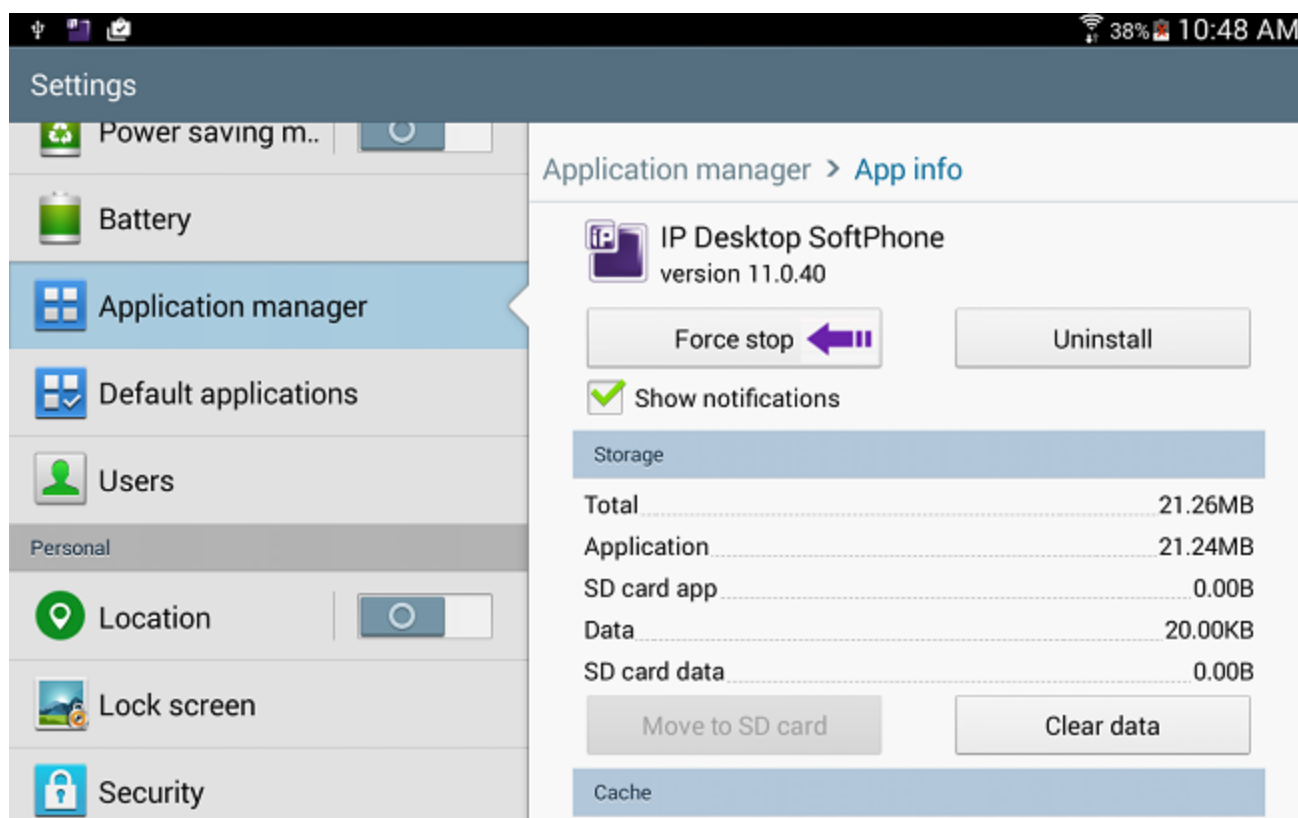 38% 10:48 AM
Settings
Power saving m..
Battery
Application manager
Default applications
Users
Personal
Location
Lock screen
Security
Application manager > App info
iP
IP Desktop SoftPhone
version 11.0.40
Force stop
Uninstall
Show notifications
Storage
Total 21.26MB
Application 21.24MB
SD card app 0.00B
Data 20.00KB
SD card data 0.00B
Move to SD card
Clear data
Cache